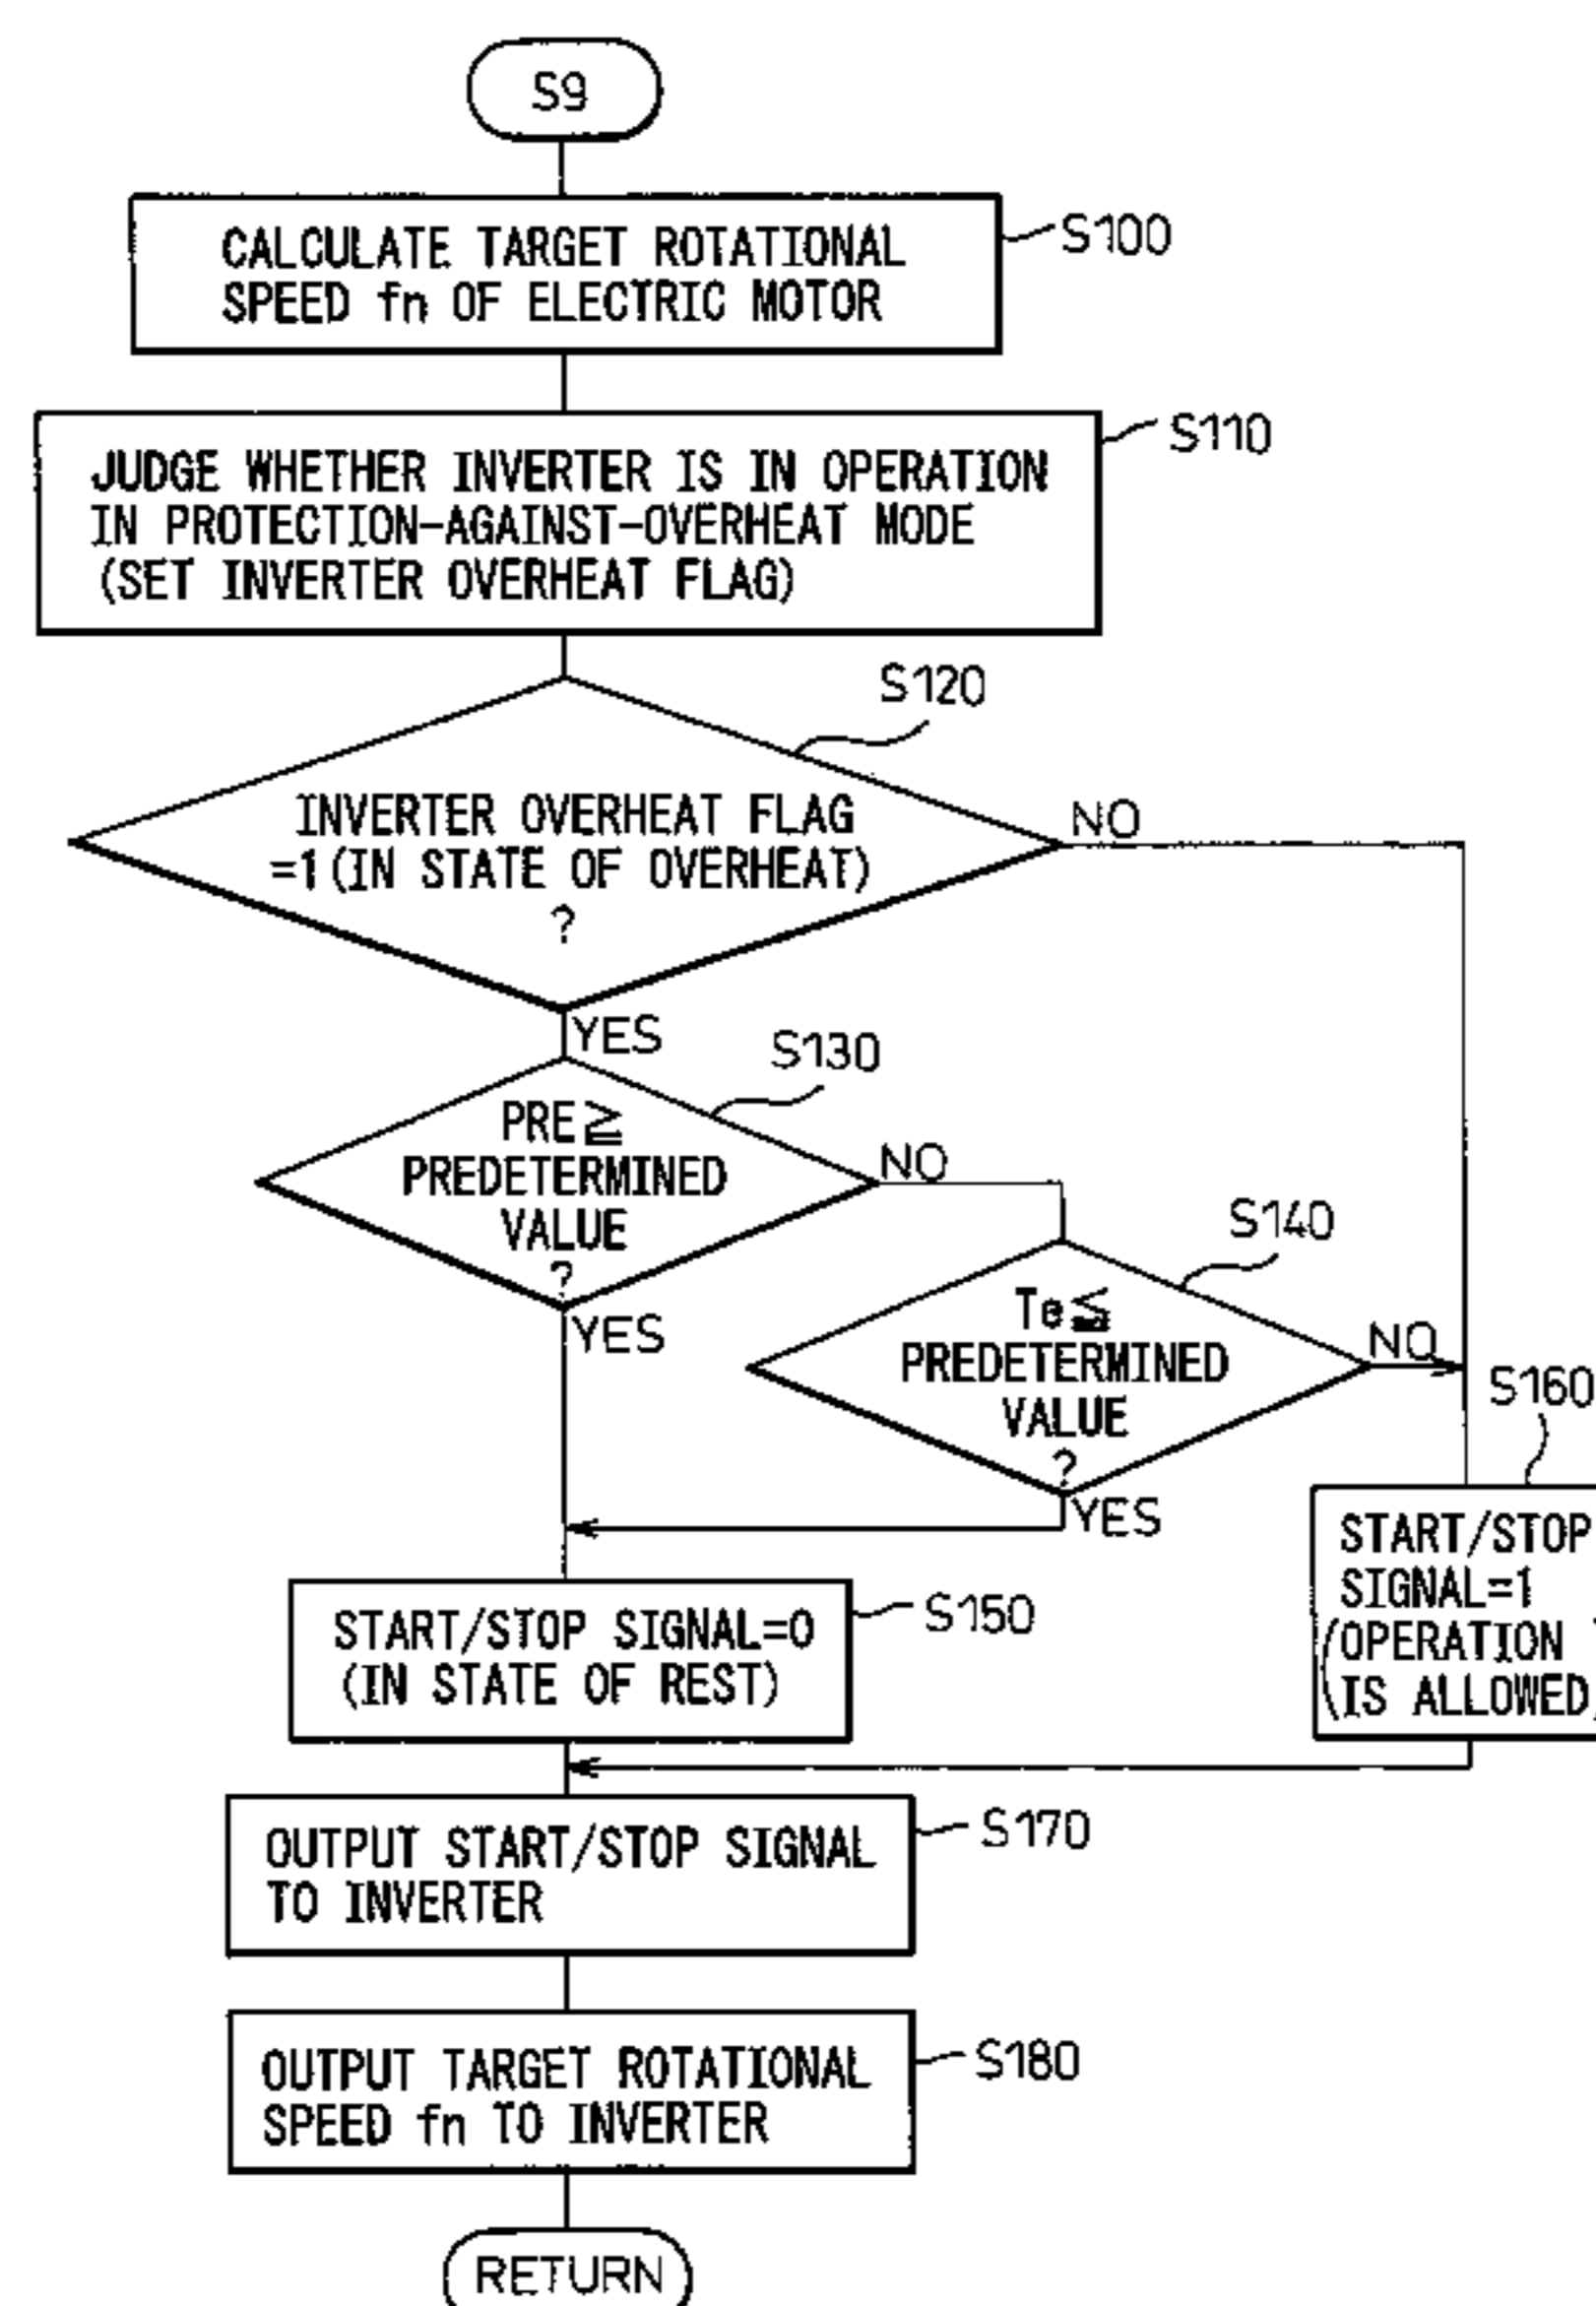 S9
CALCULATE TARGET ROTATIONAL
SPEED fn OF ELECTRIC MOTOR
S100
JUDGE WHETHER INVERTER IS IN OPERATION
IN PROTECTION-AGAINST-OVERHEAT MODE
(SET INVERTER OVERHEAT FLAG)
S110
S120
INVERTER OVERHEAT FLAG
=1(IN STATE OF OVERHEAT)
?
NO
YES
S130
PRE≧
PREDETERMINED
VALUE
?
NO
YES
S140
Te≦
PREDETERMINED
VALUE
?
NO
YES
S160
START/STOP
SIGNAL=1
(OPERATION
IS ALLOWED)
START/STOP SIGNAL=0
(IN STATE OF REST)
S150
OUTPUT START/STOP SIGNAL
TO INVERTER
S170
OUTPUT TARGET ROTATIONAL
SPEED fn TO INVERTER
S180
RETURN